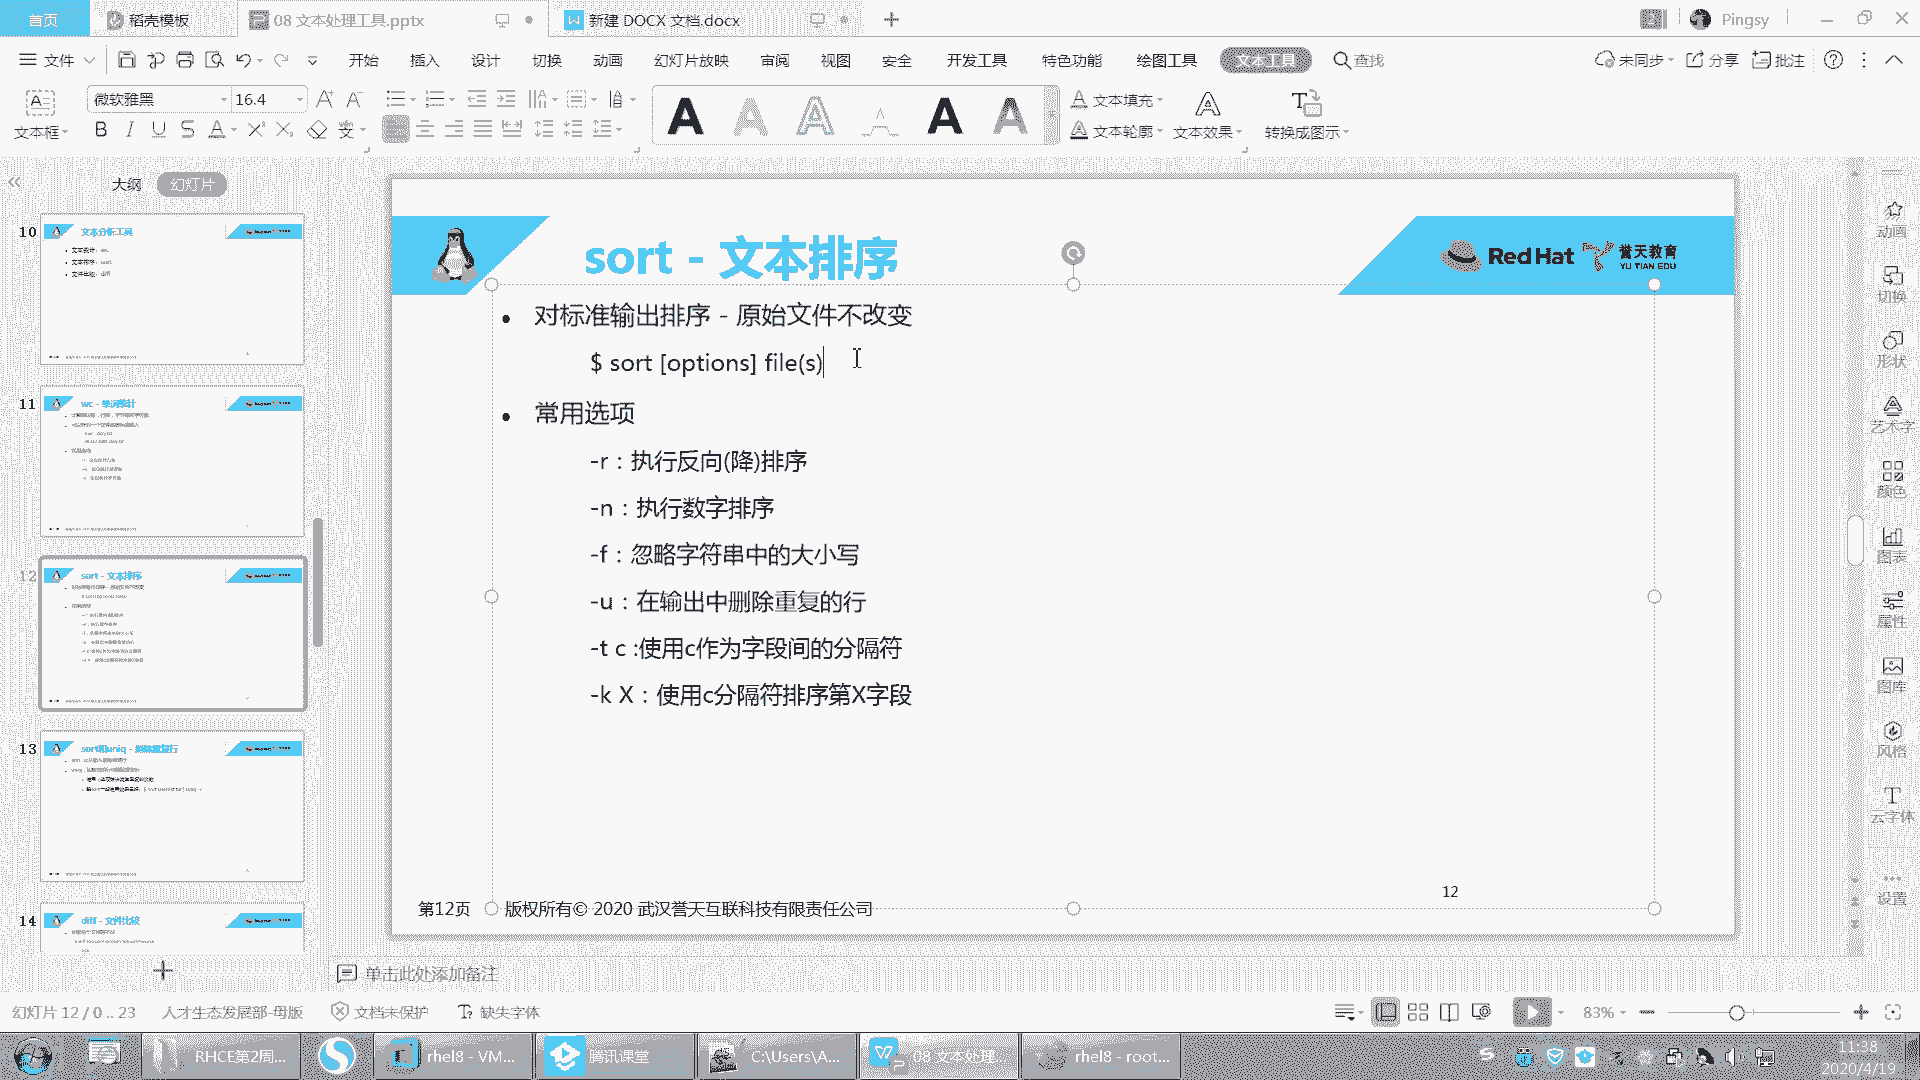 首页
稻壳模板
08 文本处理工具.pptx
新建 DOCX 文档.docx
Pingsy
文件
开始
插入
设计
切换
动画
幻灯片放映
审阅
视图
安全
开发工具
特色功能
绘图工具
文本工具
查找
未同步
分享
批注
文本框
微软雅黑
16.4
文本填充
文本轮廓
文本效果
转换成图示
大纲
幻灯片
10
文本分析工具
11
wc - 单词统计
12
sort - 文本排序
13
sort和uniq - 删除重复行
14
diff - 文件比较
sort - 文本排序
Red Hat
誉天教育
YU TIAN EDU
• 对标准输出排序 - 原始文件不改变
$ sort [options] file(s)
• 常用选项
-r：执行反向(降)排序
-n：执行数字排序
-f：忽略字符串中的大小写
-u：在输出中删除重复的行
-t c :使用c作为字段间的分隔符
-k X：使用c分隔符排序第X字段
12
第12页
版权所有© 2020 武汉誉天互联科技有限责任公司
动画
切换
形状
艺术字
颜色
图表
属性
图库
风格
云字体
设置
单击此处添加备注
幻灯片 12 / 0 .. 23
人才生态发展部-母版
文档未保护
缺失字体
83%
RHCE第2周...
rhel8 - VM...
腾讯课堂
C:\Users\A...
08 文本处理...
rhel8 - root...
11:38
2020/4/19